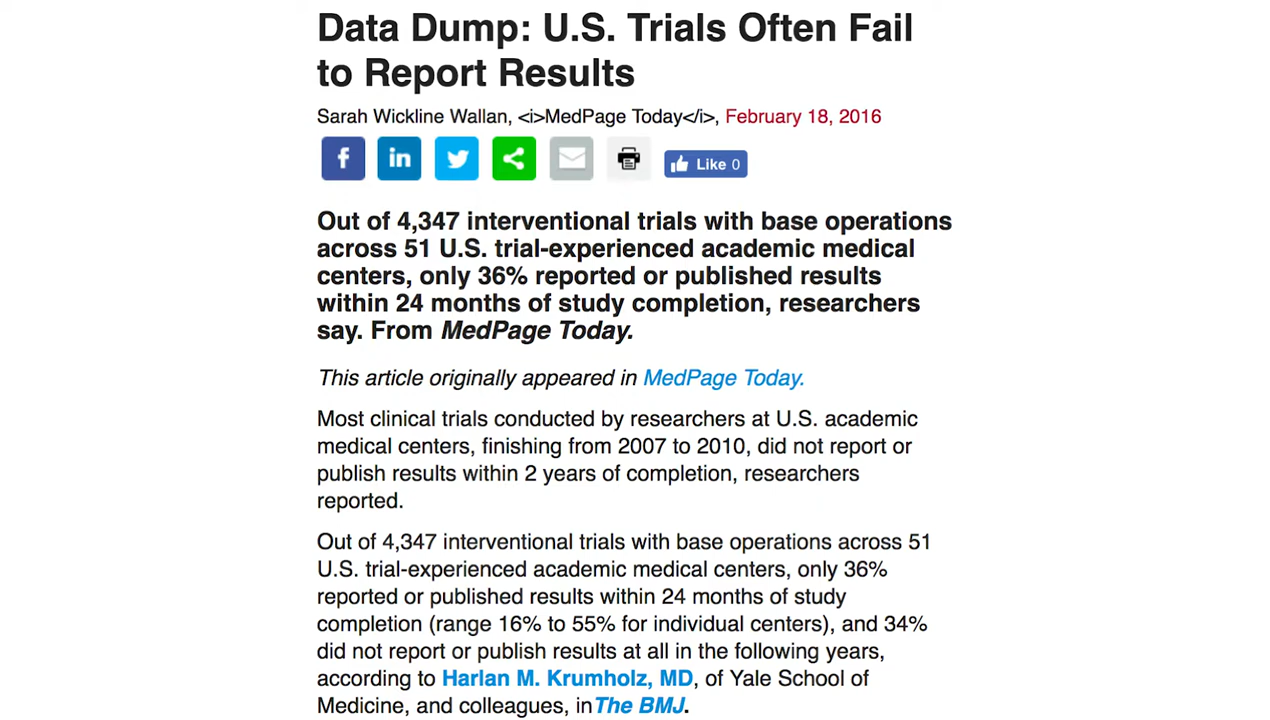 Data Dump: U.S. Trials Often Fail
to Report Results
Sarah Wickline Wallan, <i>MedPage Today</i>, February 18, 2016
f in Like 0
Out of 4,347 interventional trials with base operations
across 51 U.S. trial-experienced academic medical
centers, only 36% reported or published results
within 24 months of study completion, researchers
say. From MedPage Today.
This article originally appeared in MedPage Today.
Most clinical trials conducted by researchers at U.S. academic
medical centers, finishing from 2007 to 2010, did not report or
publish results within 2 years of completion, researchers
reported.
Out of 4,347 interventional trials with base operations across 51
U.S. trial-experienced academic medical centers, only 36%
reported or published results within 24 months of study
completion (range 16% to 55% for individual centers), and 34%
did not report or publish results at all in the following years,
according to Harlan M. Krumholz, MD, of Yale School of
Medicine, and colleagues, inThe BMJ.